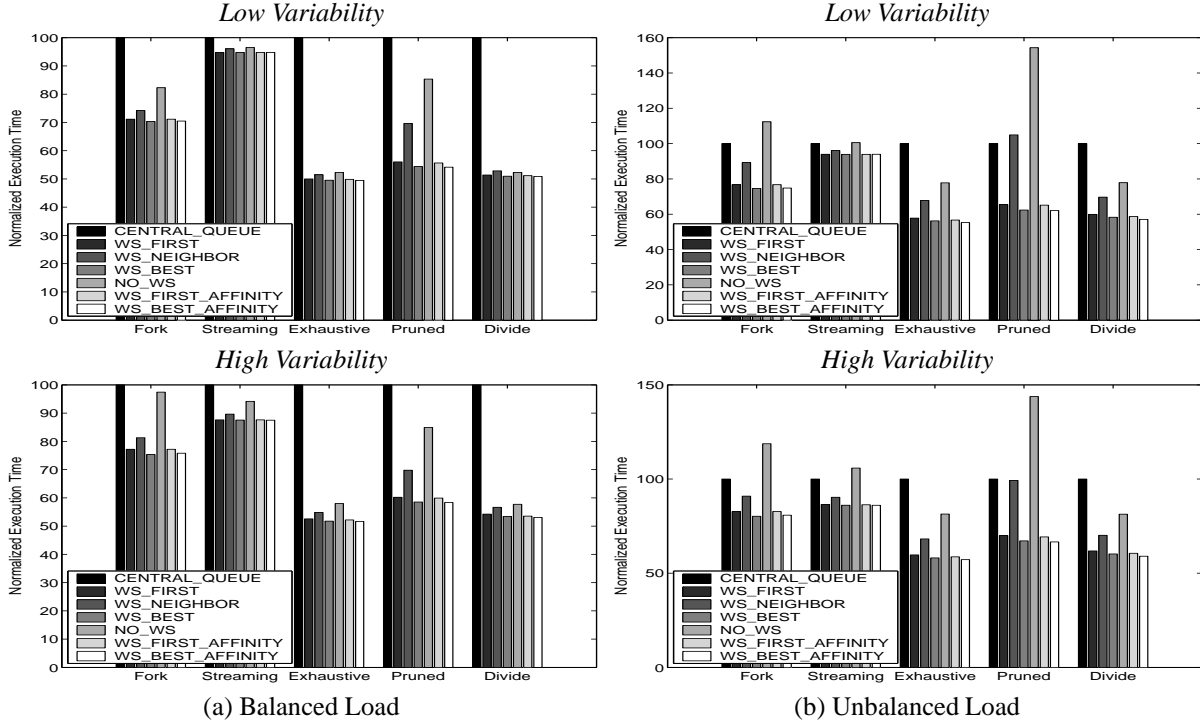 Low Variability
Normalized Execution Time
100
90
80
70
60
50
40
30
20
10
0
CENTRAL_QUEUE
WS_FIRST
WS_NEIGHBOR
WS_BEST
NO_WS
WS_FIRST_AFFINITY
WS_BEST_AFFINITY
Fork Streaming Exhaustive Pruned Divide
Low Variability
Normalized Execution Time
160
140
120
100
80
60
40
20
0
CENTRAL_QUEUE
WS_FIRST
WS_NEIGHBOR
WS_BEST
NO_WS
WS_FIRST_AFFINITY
WS_BEST_AFFINITY
Fork Streaming Exhaustive Pruned Divide
High Variability
Normalized Execution Time
100
90
80
70
60
50
40
30
20
10
0
CENTRAL_QUEUE
WS_FIRST
WS_NEIGHBOR
WS_BEST
NO_WS
WS_FIRST_AFFINITY
WS_BEST_AFFINITY
Fork Streaming Exhaustive Pruned Divide
High Variability
Normalized Execution Time
150
100
50
0
CENTRAL_QUEUE
WS_FIRST
WS_NEIGHBOR
WS_BEST
NO_WS
WS_FIRST_AFFINITY
WS_BEST_AFFINITY
Fork Streaming Exhaustive Pruned Divide
(a) Balanced Load
(b) Unbalanced Load